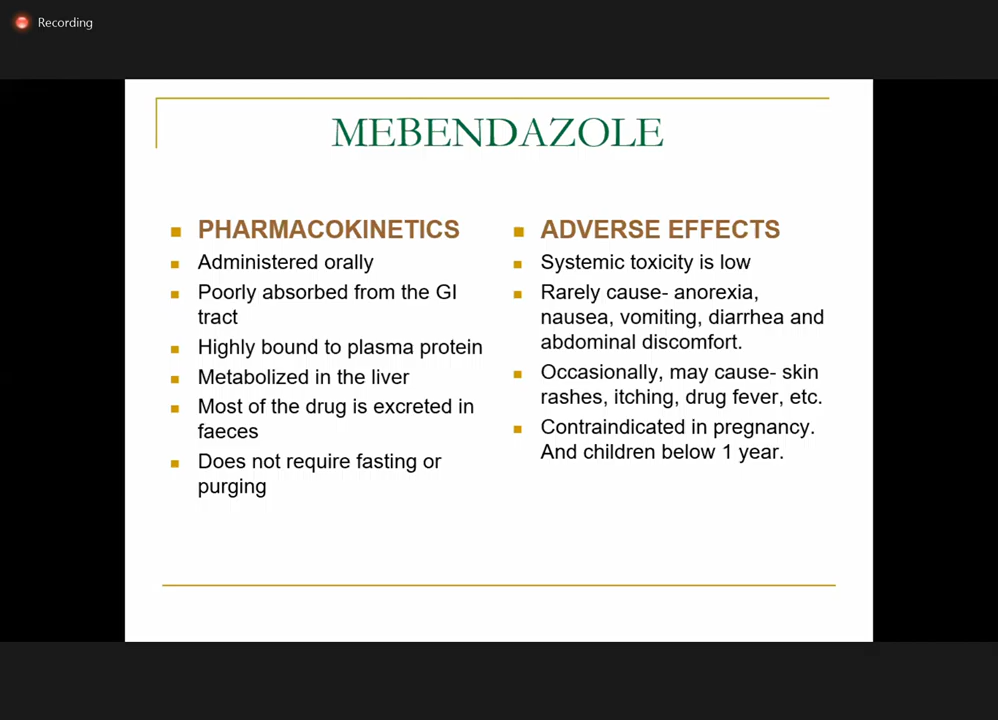 Recording
MEBENDAZOLE
PHARMACOKINETICS
Administered orally
Poorly absorbed from the GI
tract
Highly bound to plasma protein
Metabolized in the liver
Most of the drug is excreted in
faeces
Does not require fasting or
purging
ADVERSE EFFECTS
Systemic toxicity is low
Rarely cause- anorexia,
nausea, vomiting, diarrhea and
abdominal discomfort.
Occasionally, may cause- skin
rashes, itching, drug fever, etc.
Contraindicated in pregnancy.
And children below 1 year.